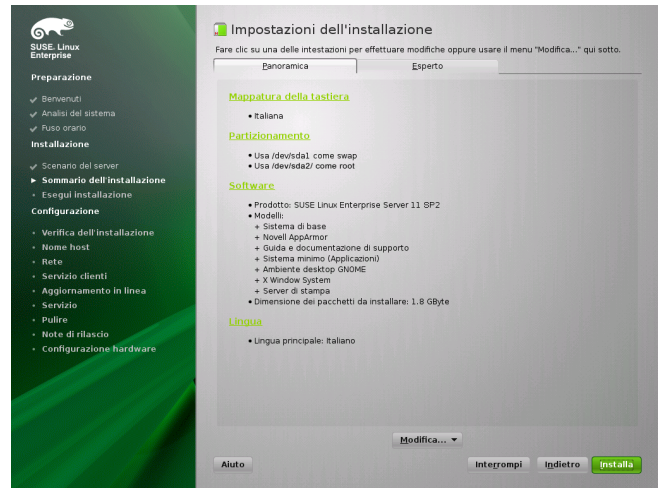 SUSE. Linux
Enterprise
Preparazione
Benvenuti
Analisi del sistema
Fuso orario
Installazione
Scenario del server
Sommario dell'installazione
Esegui installazione
Configurazione
Verifica dell'installazione
Nome host
Rete
Servizio clienti
Aggiornamento in linea
Servizio
Pulire
Note di rilascio
Configurazione hardware
Impostazioni dell'installazione
Fare clic su una delle intestazioni per effettuare modifiche oppure usare il menu "Modifica..." qui sotto.
Panoramica
Esperto
Mappatura della tastiera
• Italiana
Partizionamento
• Usa /dev/sda1 come swap
• Usa /dev/sda2/ come root
Software
• Prodotto: SUSE Linux Enterprise Server 11 SP2
• Modelli:
+ Sistema di base
+ Novell AppArmor
+ Guida e documentazione di supporto
+ Sistema minimo (Applicazioni)
+ Ambiente desktop GNOME
+ X Window System
+ Server di stampa
• Dimensione dei pacchetti da installare: 1.8 GByte
Lingua
• Lingua principale: Italiano
Modifica...
Aiuto
Interrompi
Indietro
Installa